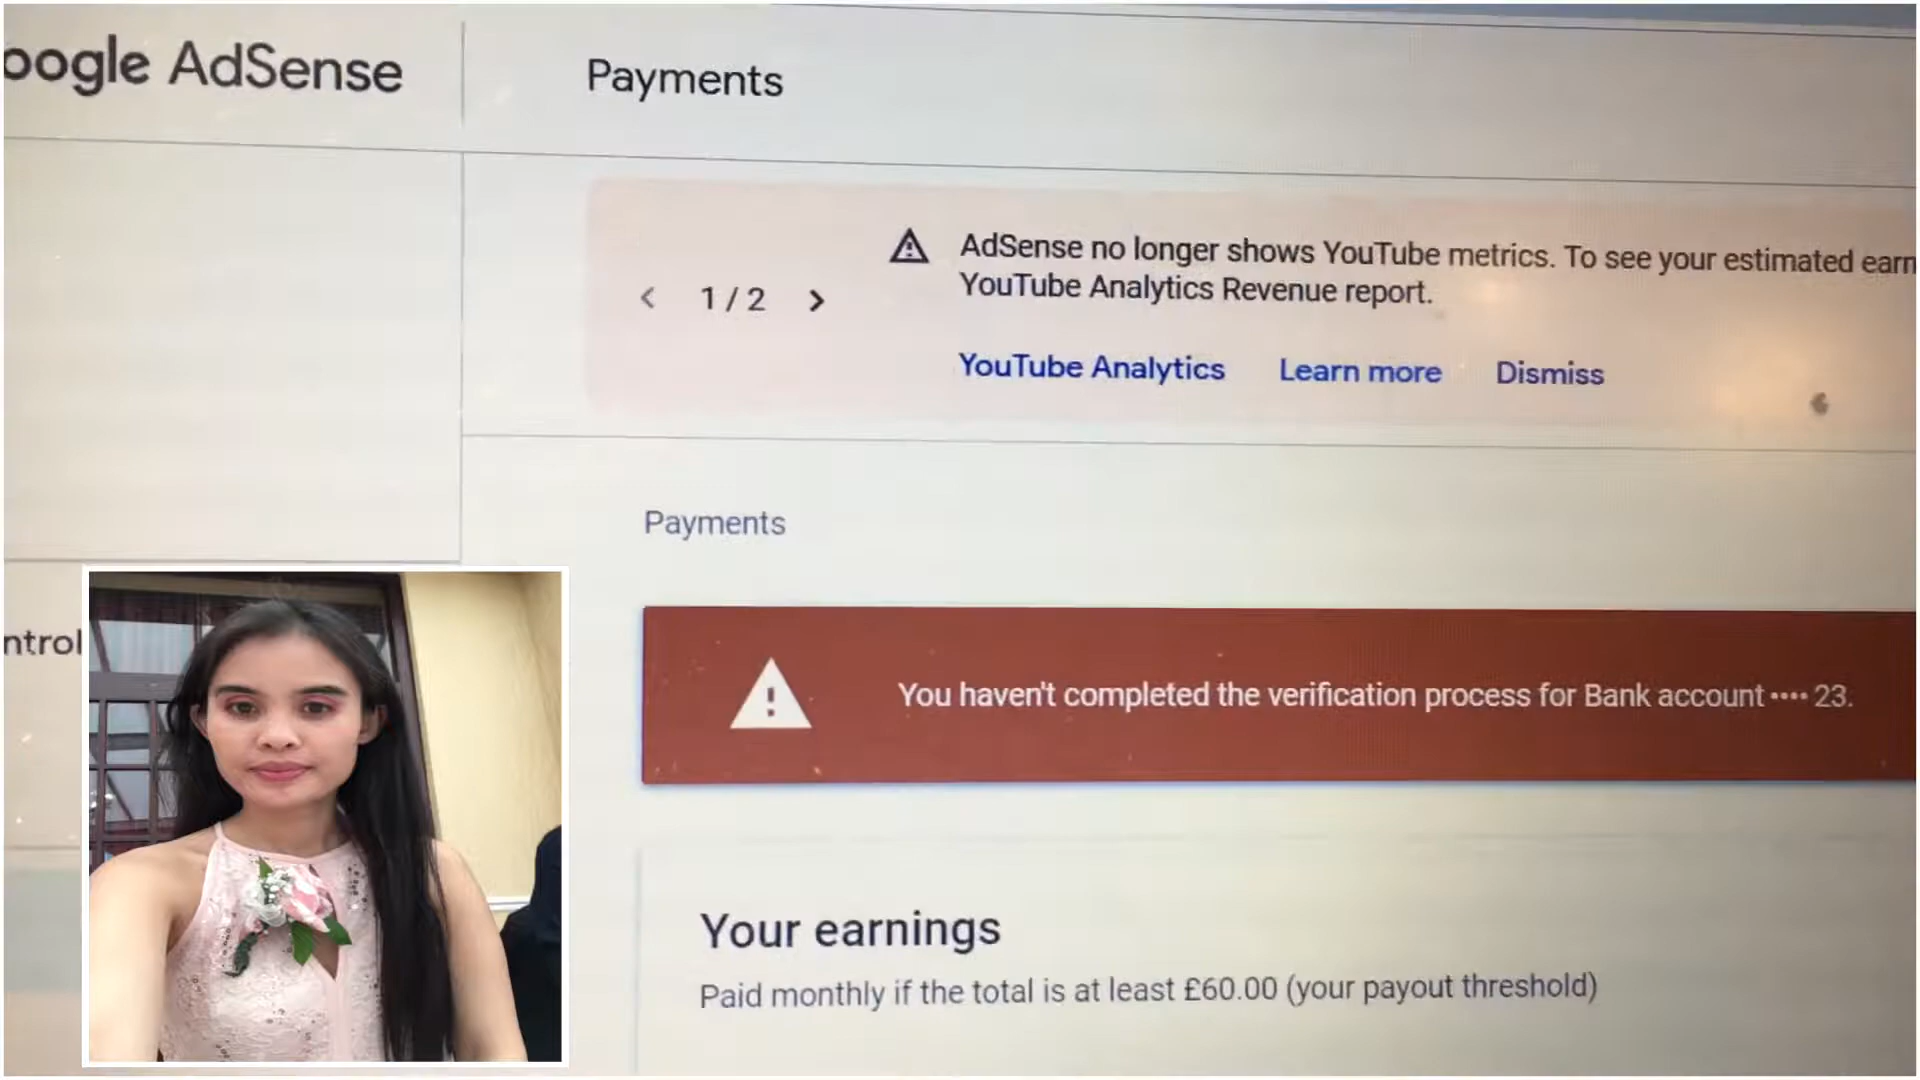 oogle AdSense
Payments
AdSense no longer shows YouTube metrics. To see your estimated earn
YouTube Analytics Revenue report.
< 1 / 2 >
YouTube Analytics Learn more Dismiss
Payments
ntrol
You haven't completed the verification process for Bank account •••• 23.
Your earnings
Paid monthly if the total is at least £60.00 (your payout threshold)